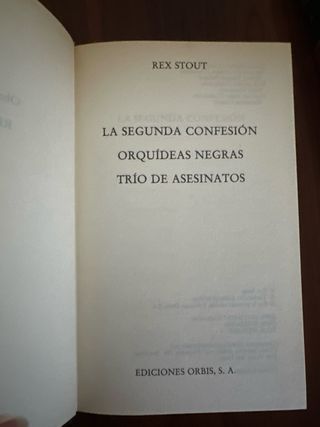 REX STOUT
LA SEGUNDA CONFESIÓN
ORQUÍDEAS NEGRAS
TRÍO DE ASESINATOS
EDICIONES ORBIS, S. A.